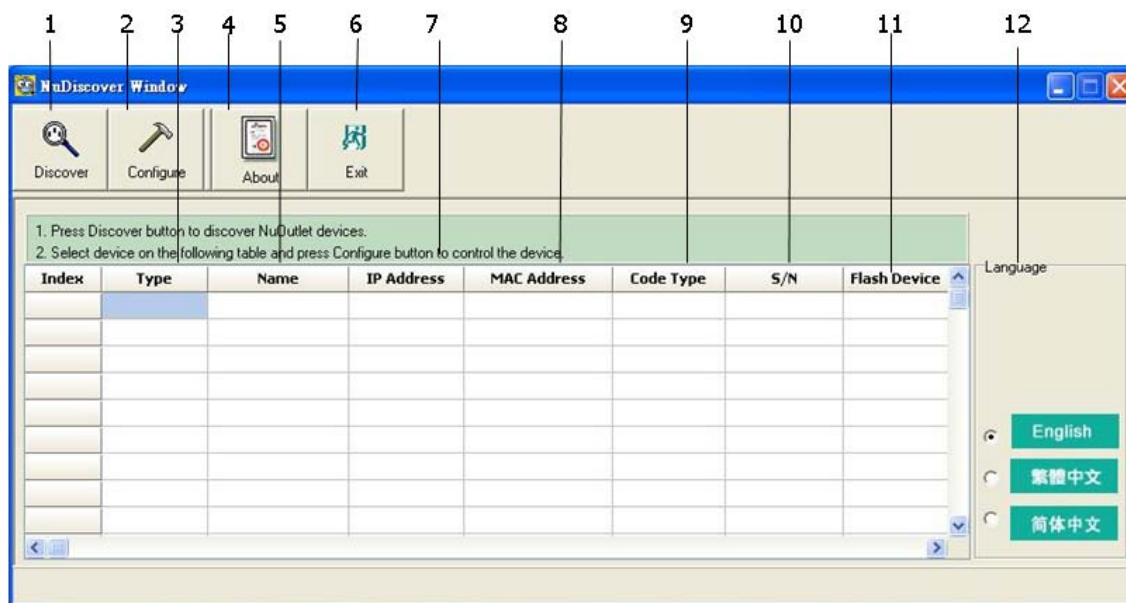 1 2 3 4 5 6 7 8 9 10 11 12
NuDiscover Window
Discover Configure About Exit
1. Press Discover button to discover NuOutlet devices.
2. Select device on the following table and press Configure button to control the device.
Index Type Name IP Address MAC Address Code Type S/N Flash Device
Language
English
繁體中文
简体中文